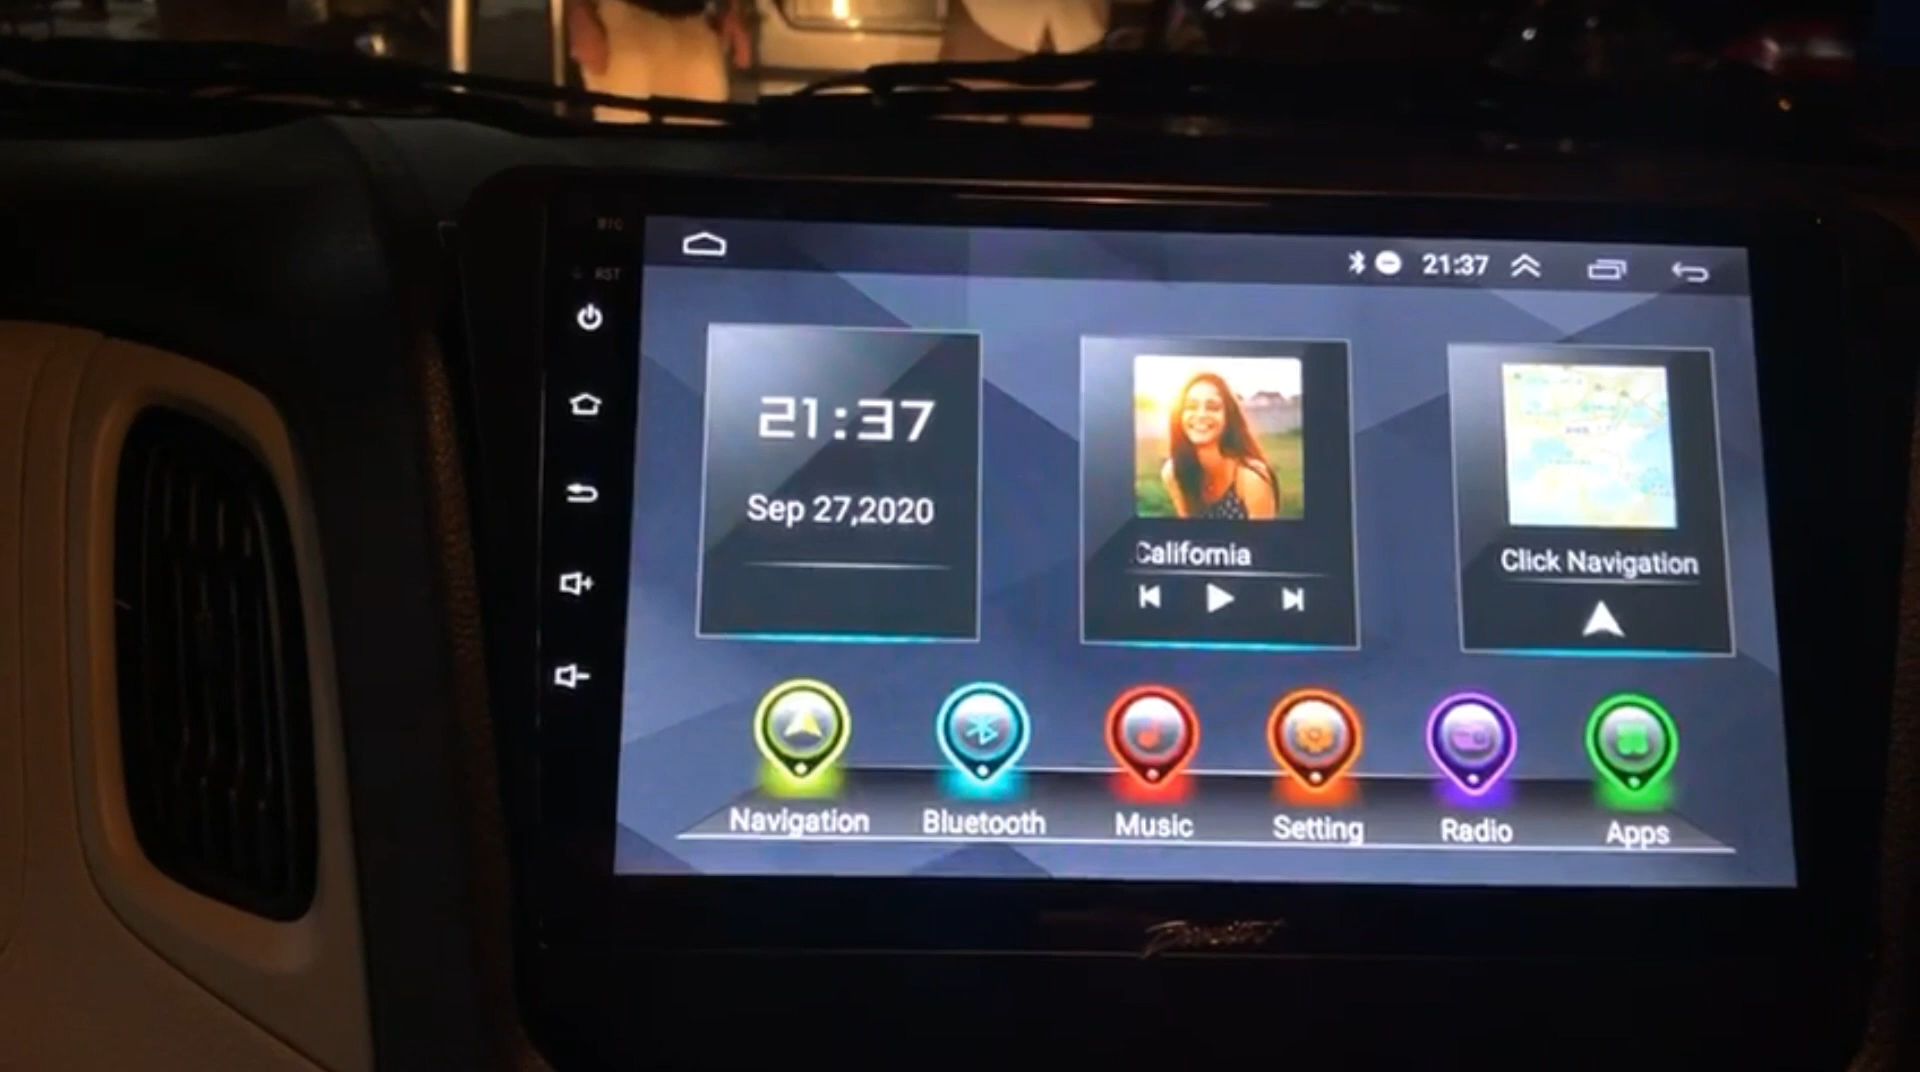 RST
21:37
21:37
Sep 27,2020
California
Click Navigation
Navigation
Bluetooth
Music
Setting
Radio
Apps